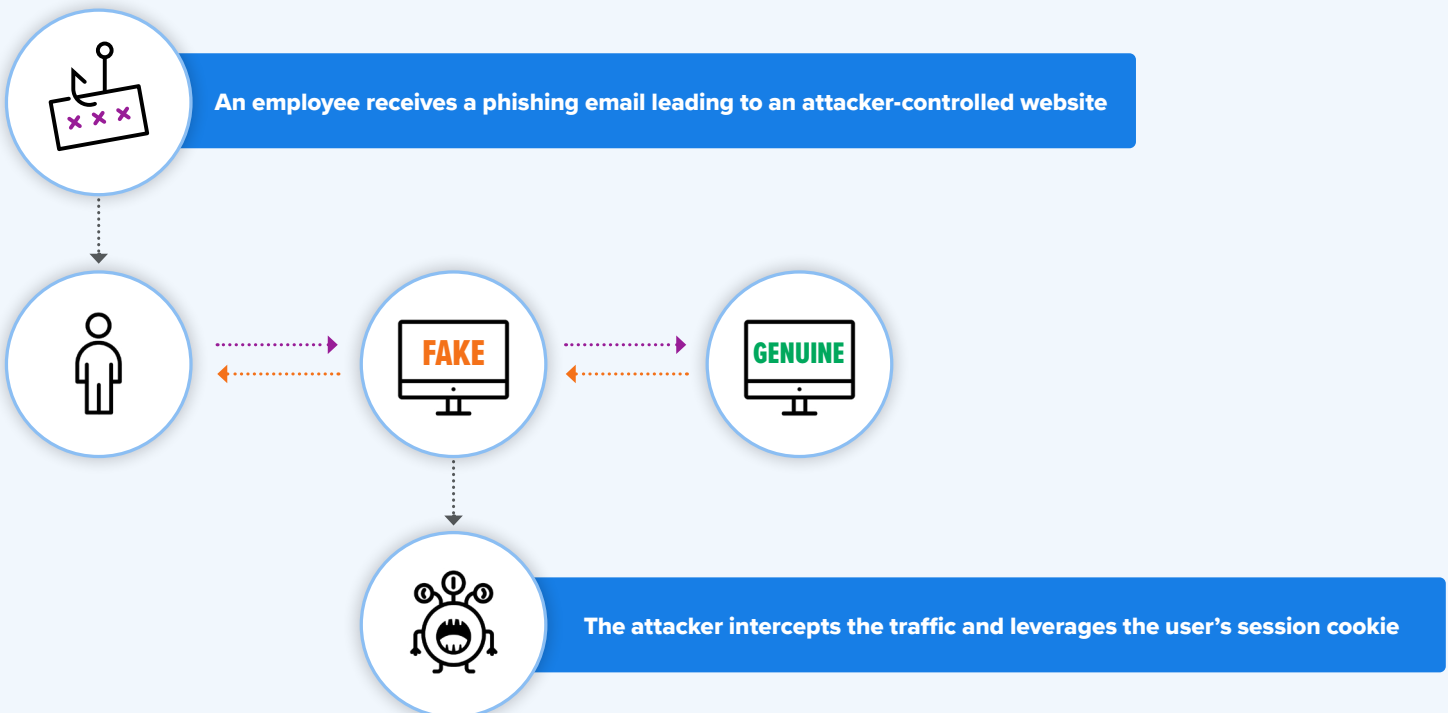 An employee receives a phishing email leading to an attacker-controlled website
FAKE
GENUINE
The attacker intercepts the traffic and leverages the user’s session cookie